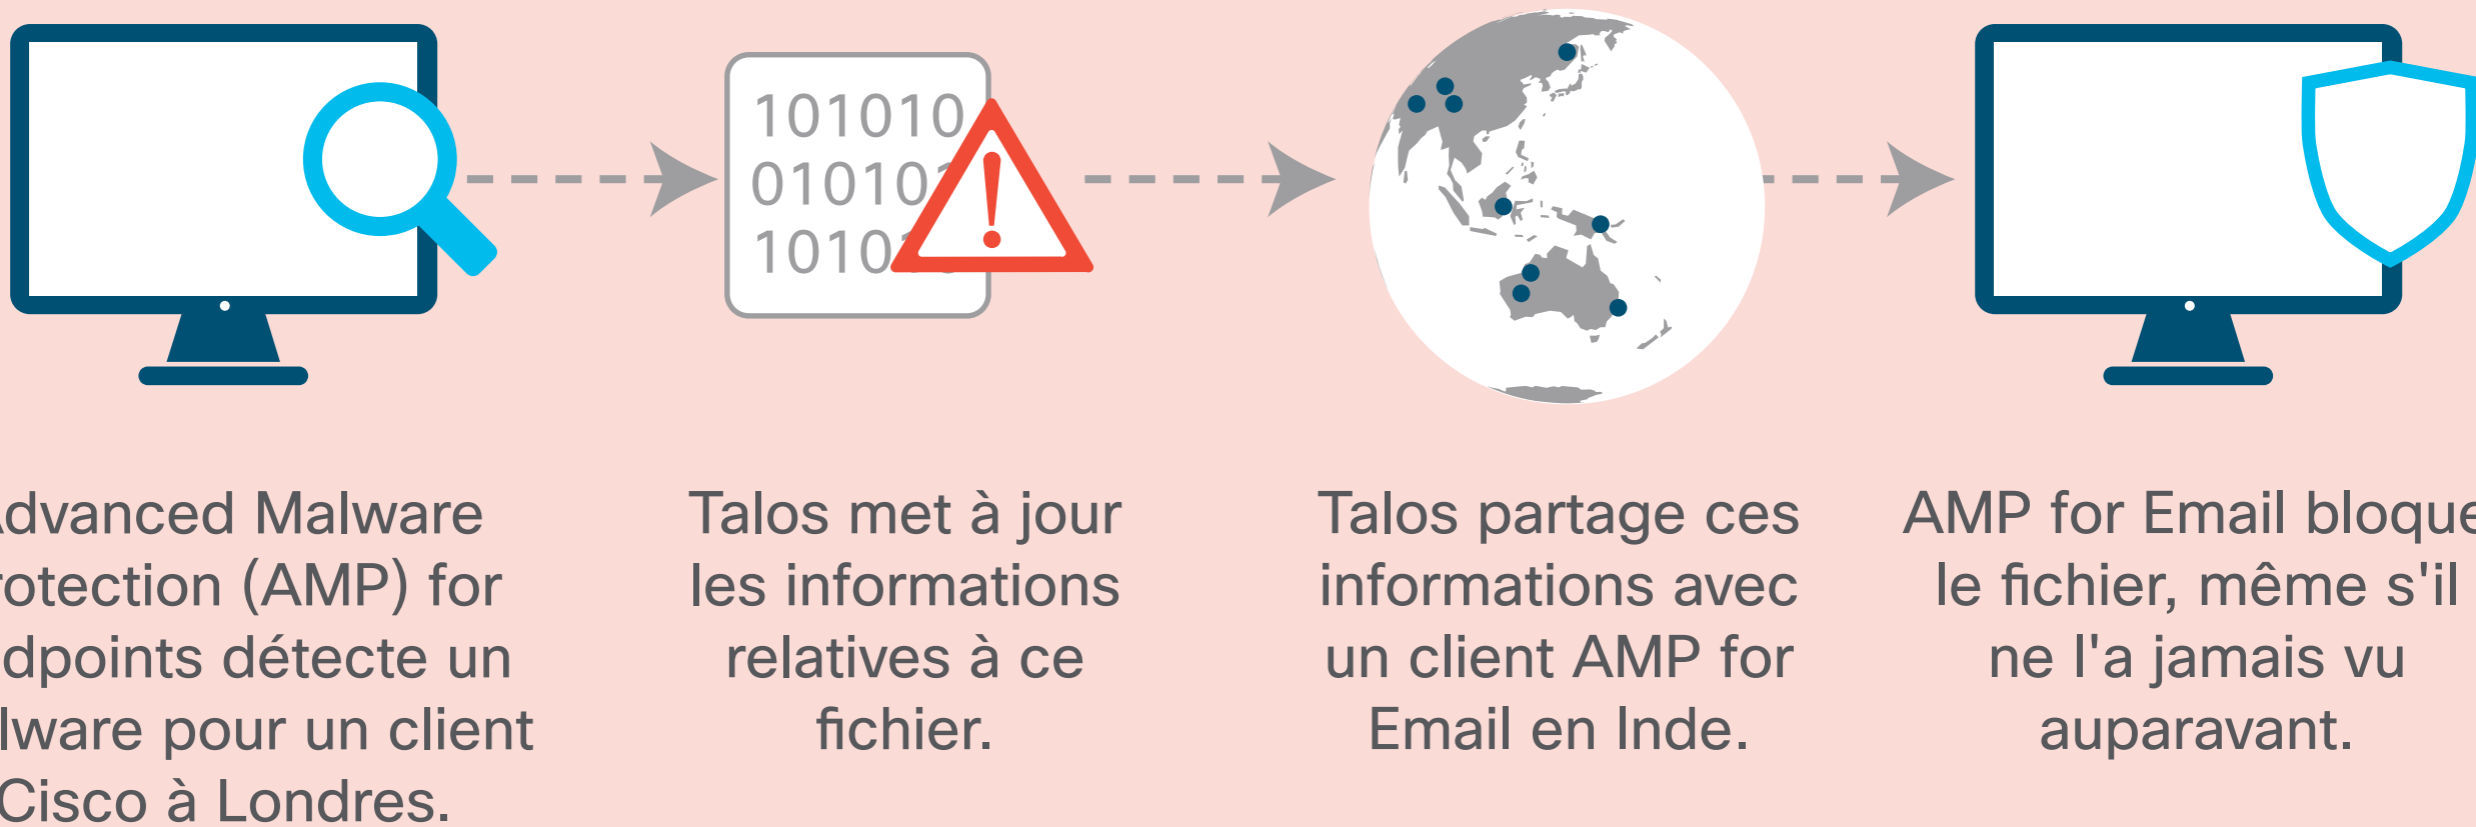 101010
01010
1010
Advanced Malware
rotection (AMP) for
dpoints détecte un
lware pour un client
Cisco à Londres.
Talos met à jour
les informations
relatives à ce
fichier.
Talos partage ces
informations avec
un client AMP for
Email en Inde.
AMP for Email bloque
le fichier, même s'il
ne l'a jamais vu
auparavant.